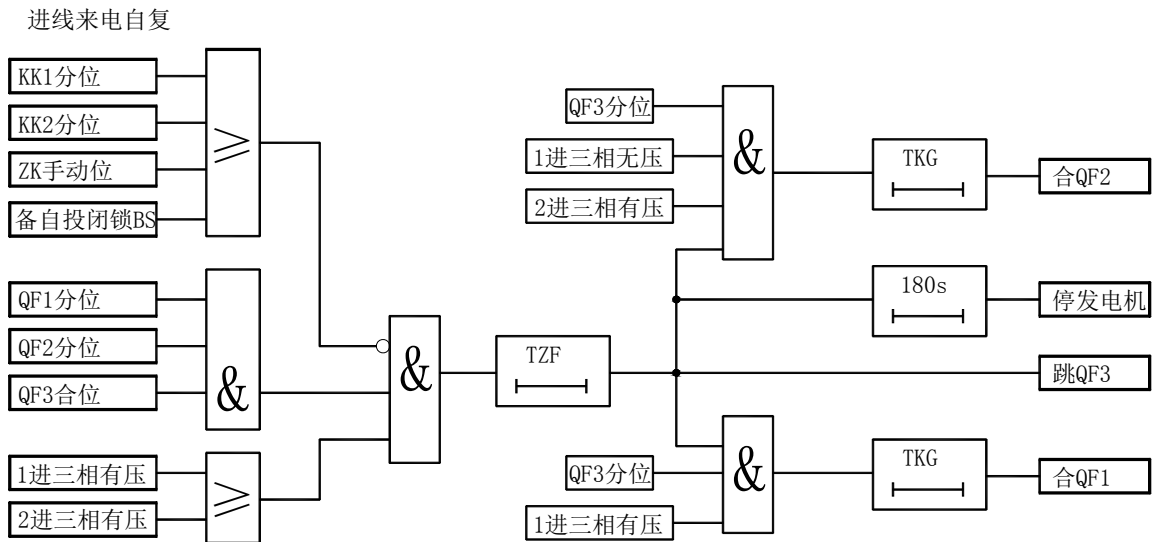 进线来电自复
KK1分位
KK2分位
ZK手动位
备自投闭锁BS
≥
QF1分位
QF2分位
QF3合位
&
1进三相有压
2进三相有压
≥
&
TZF
QF3分位
1进三相无压
2进三相有压
&
TKG
合QF2
180s
停发电机
跳QF3
QF3分位
1进三相有压
&
TKG
合QF1